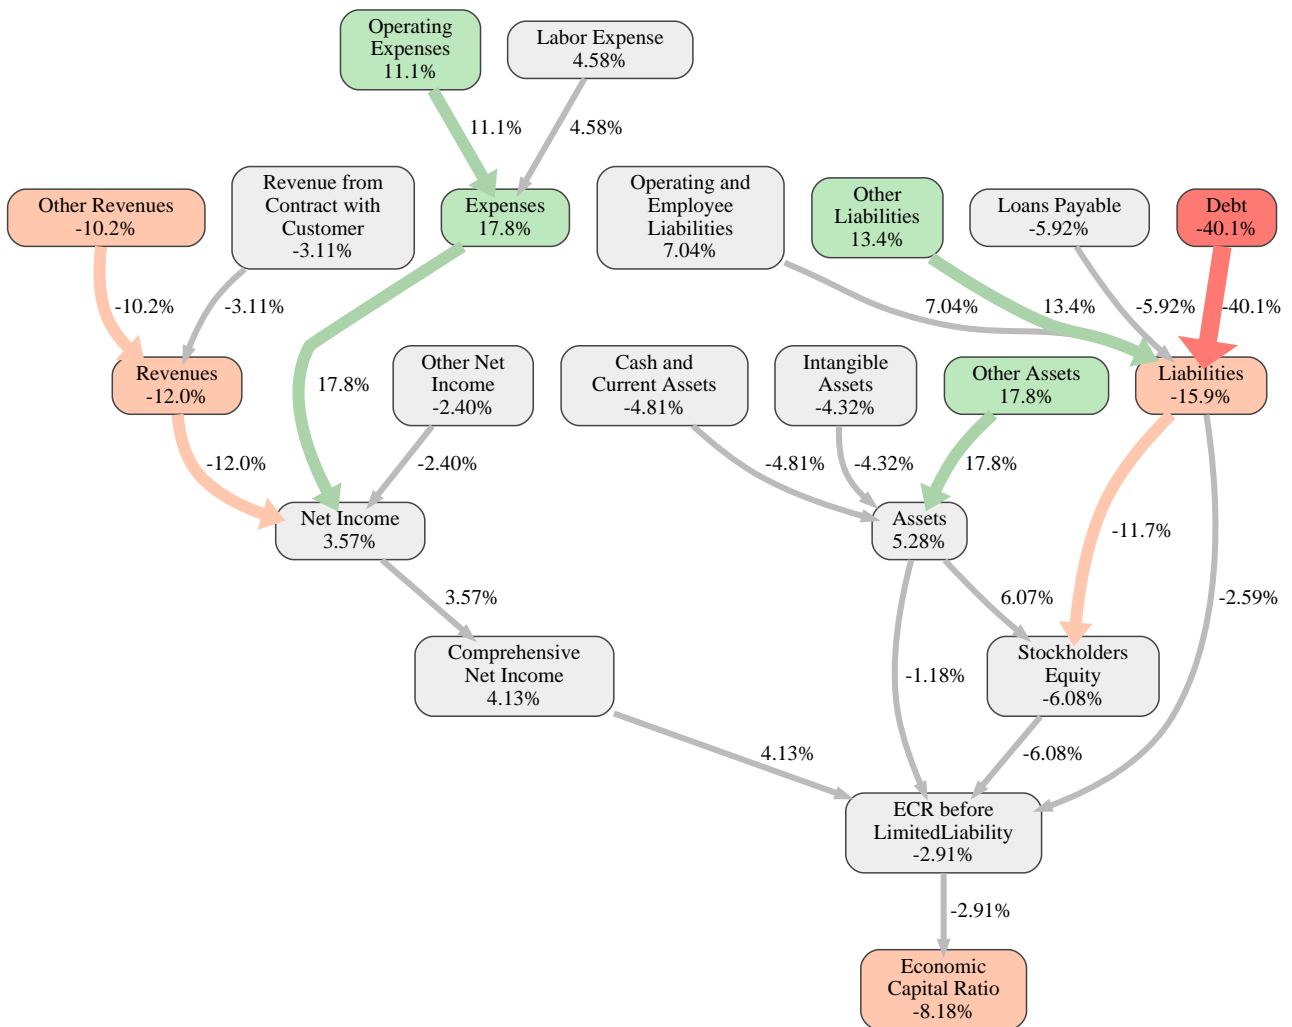 Operating
Expenses
11.1%
Labor Expense
4.58%
11.1%
4.58%
Other Revenues
-10.2%
Revenue from
Contract with
Customer
-3.11%
Expenses
17.8%
Operating and
Employee
Liabilities
7.04%
Other
Liabilities
13.4%
Loans Payable
-5.92%
Debt
-40.1%
-10.2%
-3.11%
7.04%
13.4%
-5.92%
-40.1%
Revenues
-12.0%
17.8%
Other Net
Income
-2.40%
Cash and
Current Assets
-4.81%
Intangible
Assets
-4.32%
Other Assets
17.8%
Liabilities
-15.9%
-12.0%
-2.40%
-4.81%
-4.32%
17.8%
Net Income
3.57%
Assets
5.28%
-11.7%
3.57%
6.07%
-2.59%
Comprehensive
Net Income
4.13%
-1.18%
Stockholders
Equity
-6.08%
4.13%
-6.08%
ECR before
LimitedLiability
-2.91%
-2.91%
Economic
Capital Ratio
-8.18%